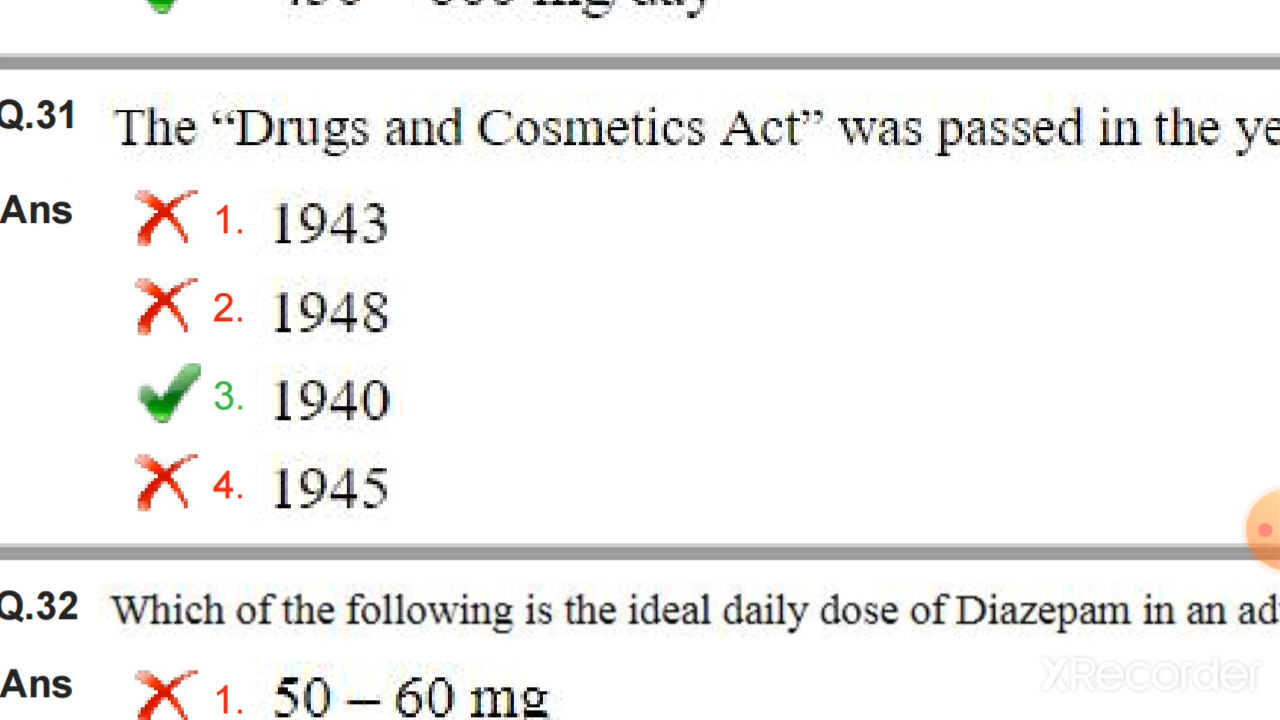 Q.31 The “Drugs and Cosmetics Act” was passed in the
Ans 1. 1943
2. 1948
3. 1940
4. 1945
Q.32 Which of the following is the ideal daily dose of Diazepam in an
Ans 1. 50 – 60 mg
XRecorder